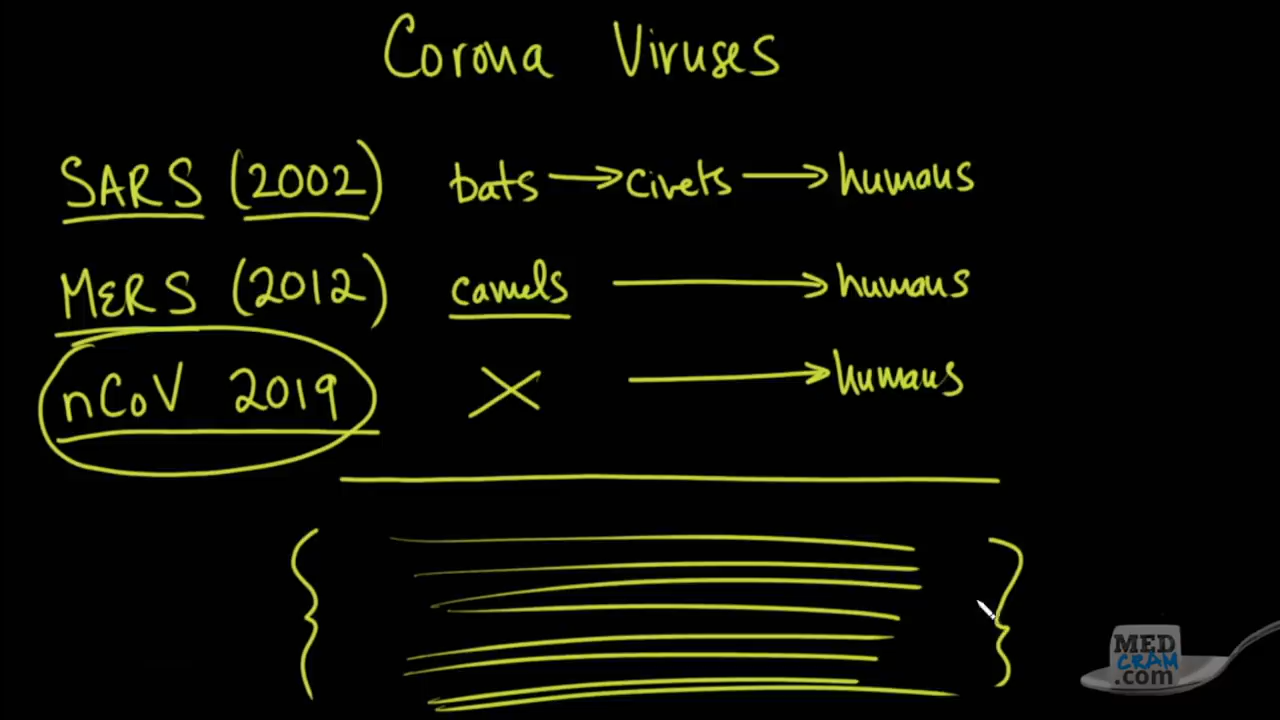 Corona Viruses
SARS (2002) bats → civets → humans
MERS (2012) camels → humans
nCoV 2019 X → humans
MED
CRAM
.com